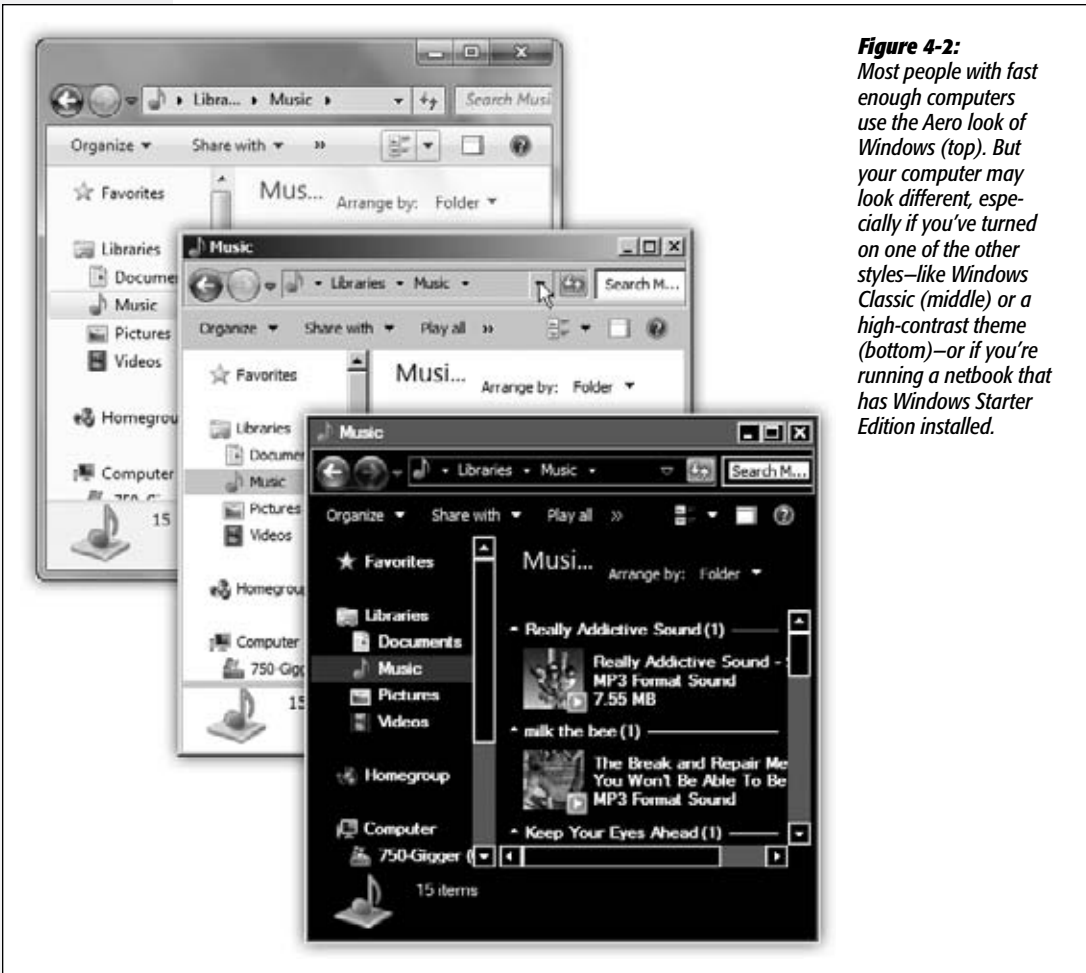 Figure 4-2:
Most people with fast
enough computers
use the Aero look of
Windows (top). But
your computer may
look different, espe-
cially if you've turned
on one of the other
styles—like Windows
Classic (middle) or a
high-contrast theme
(bottom)—or if you're
running a netbook that
has Windows Starter
Edition installed.
Libra... Music
Search Musi
Organize Share with »
Favorites
Mus... Arrange by: Folder
Libraries
Docume
Music
Pictures
Videos
Homegrou
Computer
15
Music
Libraries Music
Search M...
Organize Share with Play all »
Favorites
Musi... Arrange by: Folder
Libraries
Documen
Music
Pictures
Videos
Homegrou
Computer
750-Gigg
15
Music
Libraries Music
Search M...
Organize Share with Play all »
Favorites
Musi... Arrange by: Folder
Libraries
Documents
Music
Pictures
Videos
Homegroup
Computer
750-Gigger (
Really Addictive Sound (1)
Really Addictive Sound -
MP3 Format Sound
7.55 MB
milk the bee (1)
The Break and Repair Me
You Won't Be Able To Be
MP3 Format Sound
Keep Your Eyes Ahead (1)
15 items